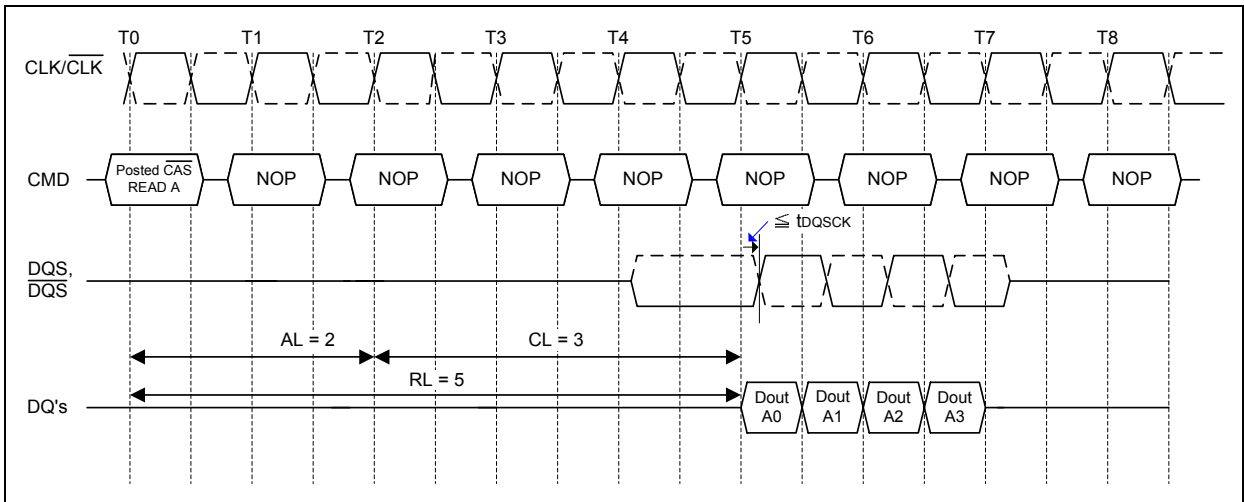 T0 T1 T2 T3 T4 T5 T6 T7 T8
CLK/CLK
CMD
Posted CAS
READ A
NOP NOP NOP NOP NOP NOP NOP NOP
≦ tDQSCK
DQS,
DQS
AL = 2
CL = 3
RL = 5
DQ's
Dout
A0
Dout
A1
Dout
A2
Dout
A3